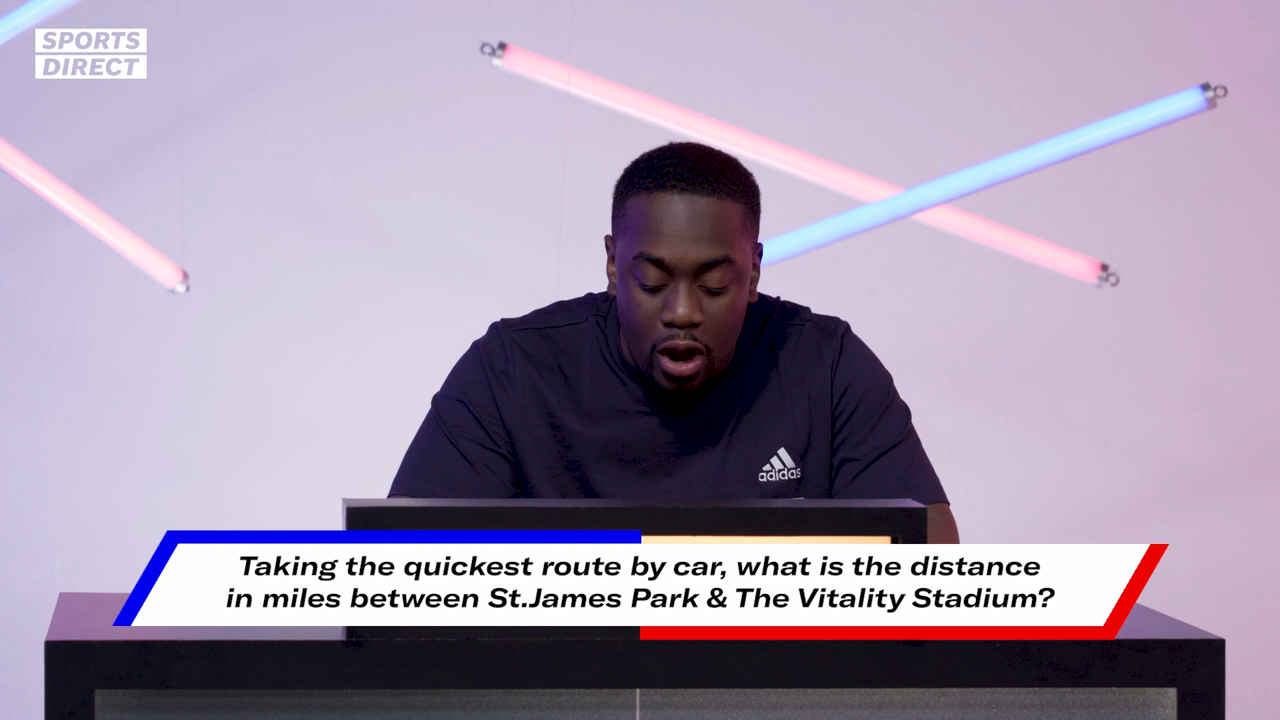 SPORTS
DIRECT
adidas
Taking the quickest route by car, what is the distance
in miles between St.James Park & The Vitality Stadium?